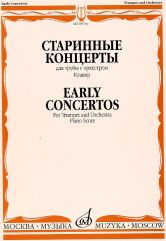 Early Concertos
Trumpet and Orchestra
СТАРИННЫЕ
КОНЦЕРТЫ
для трубы с оркестром
Клавир
EARLY
CONCERTOS
For Trumpet and Orchestra
Piano Score
МОСКВА · МУЗЫКА
MUZYKA · MOSCOW